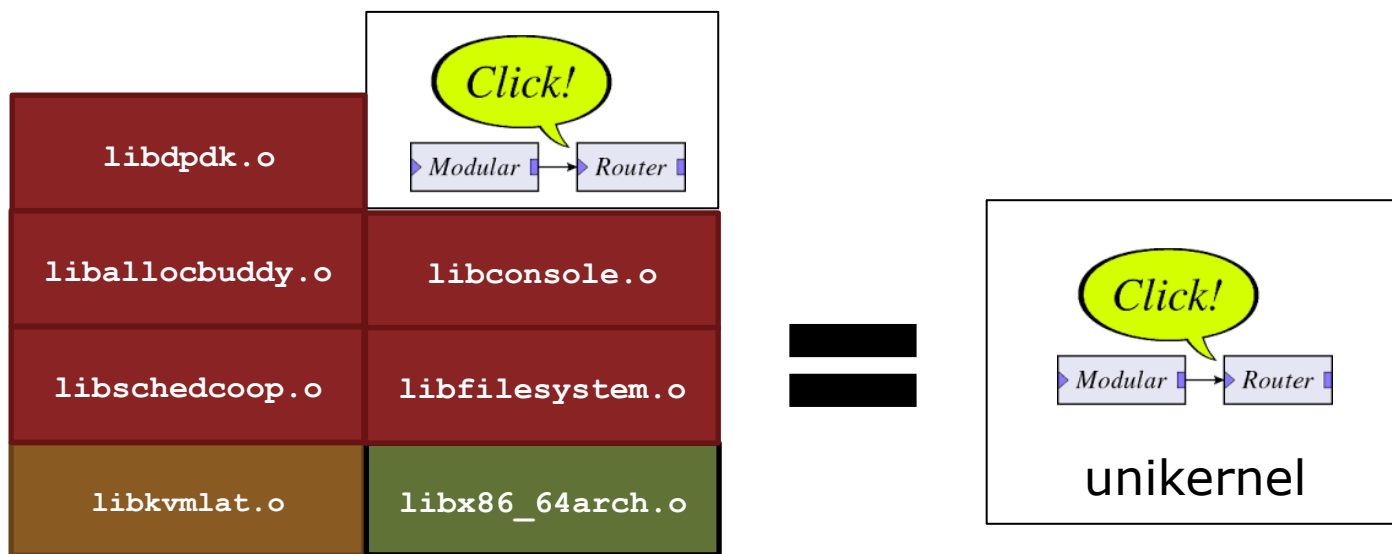 Click!
Modular Router
libdpdk.o
liballocbuddy.o libconsole.o
libschedcoop.o libfilesystem.o
libkvmlat.o libx86_64arch.o
Click!
Modular Router
unikernel